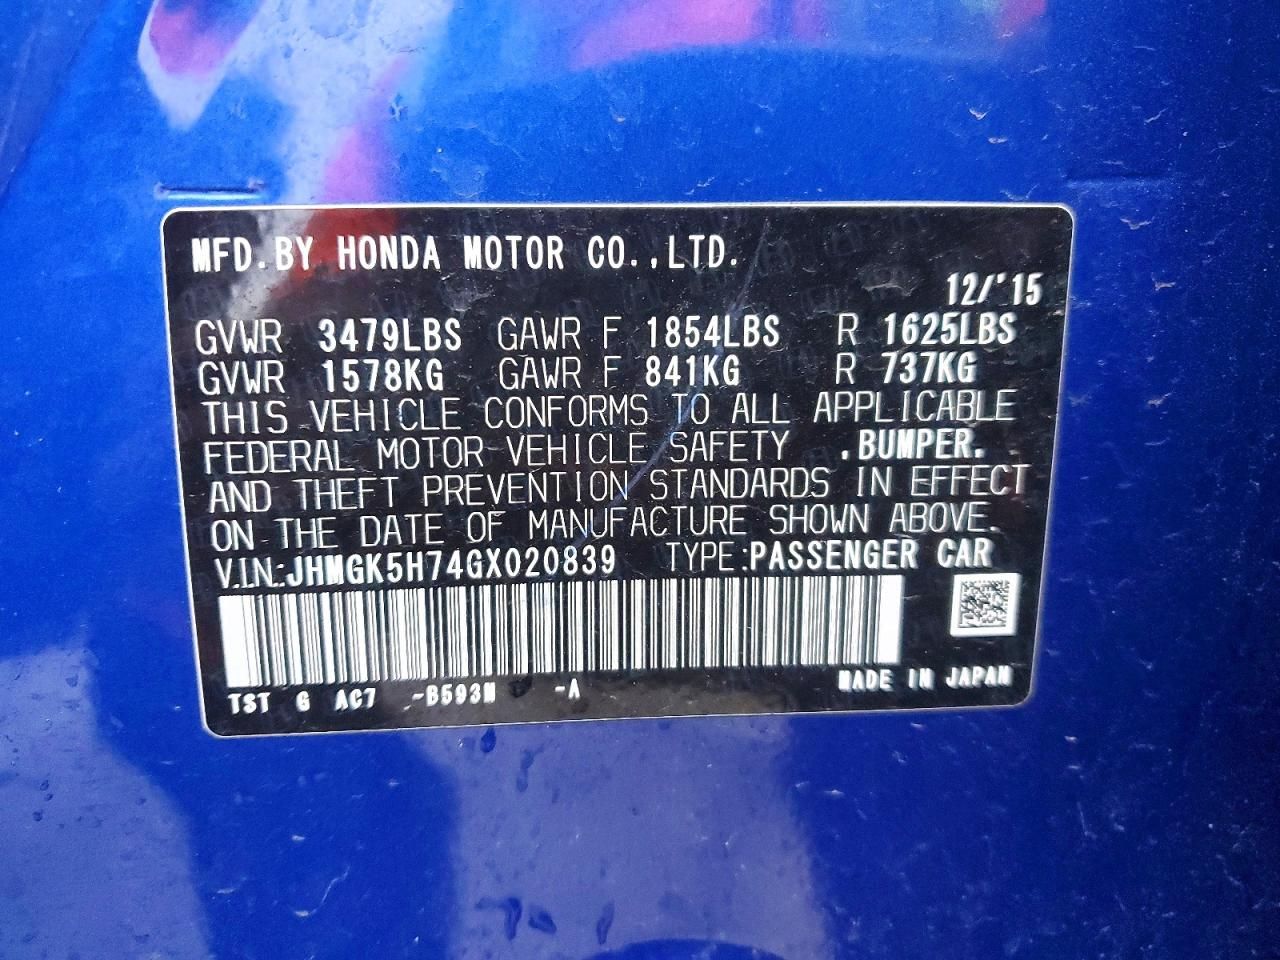 MFD.BY HONDA MOTOR CO.,LTD.
12/'15
GVWR 3479LBS GAWR F 1854LBS R 1625LBS
GVWR 1578KG GAWR F 841KG R 737KG
THIS VEHICLE CONFORMS TO ALL APPLICABLE
FEDERAL MOTOR VEHICLE SAFETY .BUMPER.
AND THEFT PREVENTION STANDARDS IN EFFECT
ON THE DATE OF MANUFACTURE SHOWN ABOVE.
V.I.N.:JHMGK5H74GX020839 TYPE:PASSENGER CAR
TST G AC7 -B593M -A MADE IN JAPAN